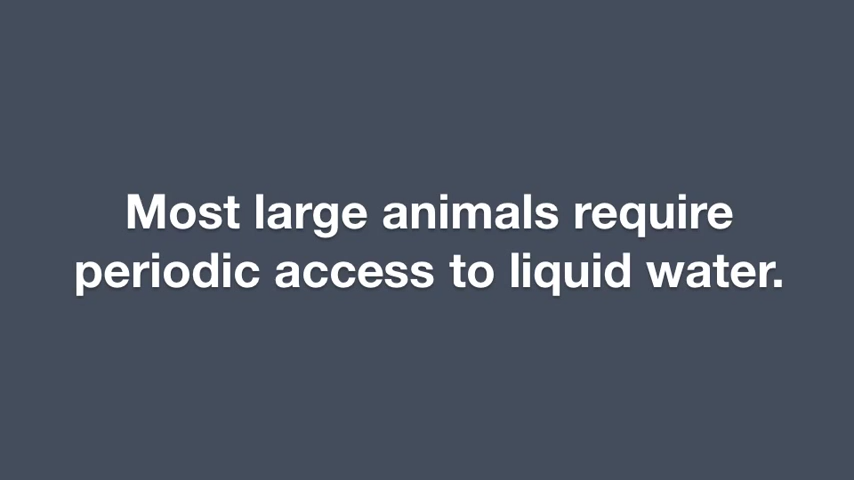 Most large animals require
periodic access to liquid water.